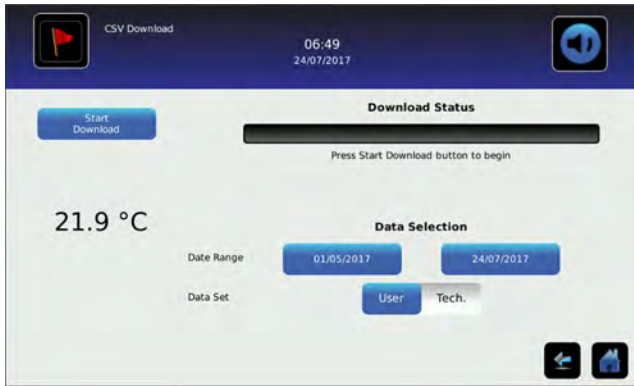 CSV Download
06:49
24/07/2017
Start
Download
Download Status
Press Start Download button to begin
21.9 °C
Data Selection
Date Range
01/05/2017
24/07/2017
Data Set
User
Tech.